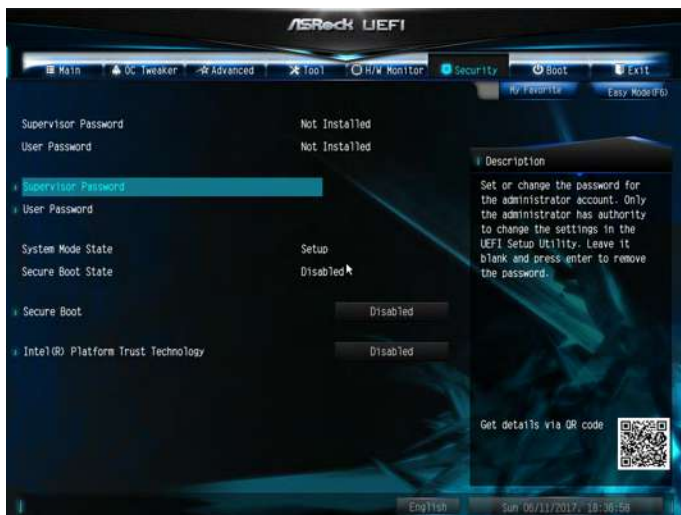 ASRock UEFI
Main OC Tweaker Advanced Tool H/W Monitor Security Boot Exit
My Favorite Easy Mode(F6)
Supervisor Password Not Installed
User Password Not Installed
Supervisor Password
User Password
System Mode State Setup
Secure Boot State Disabled
Secure Boot Disabled
Intel(R) Platform Trust Technology Disabled
Description
Set or change the password for
the administrator account. Only
the administrator has authority
to change the settings in the
UEFI Setup Utility. Leave it
blank and press enter to remove
the password.
Get details via QR code
English Sun 06/11/2017, 18:36:50